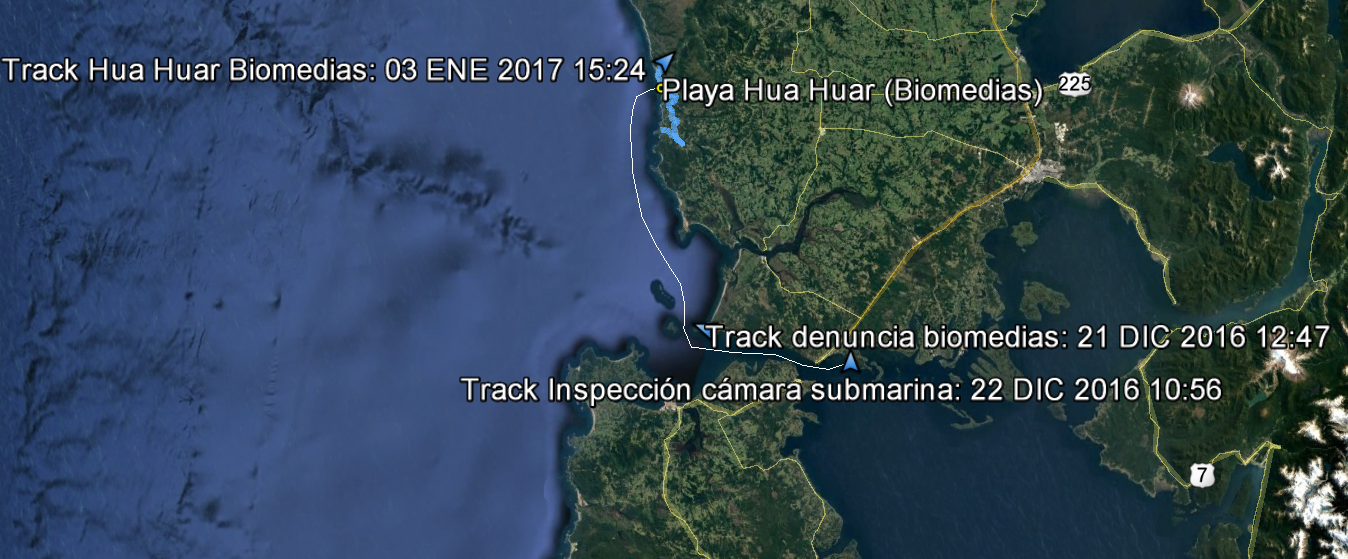 Track Hua Huar Biomedias: 03 ENE 2017 15:24
Playa Hua Huar (Biomedias)
225
Track denuncia biomedias: 21 DIC 2016 12:47
Track Inspección cámara submarina: 22 DIC 2016 10:56
7